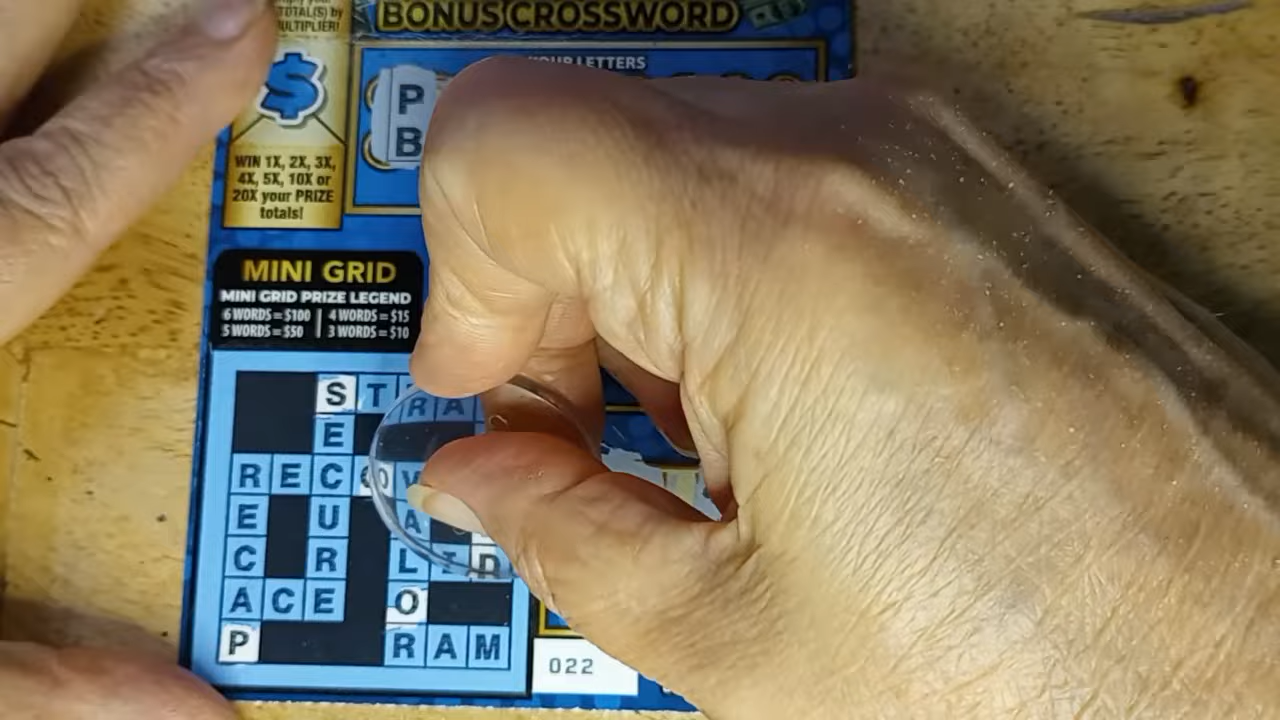 TOTAL(S) by
MULTIPLIER!
BONUS CROSSWORD
YOUR LETTERS
$
P
B
WIN 1X, 2X, 3X,
4X, 5X, 10X or
20X your PRIZE
totals!
MINI GRID
MINI GRID PRIZE LEGEND
6 WORDS = $100 | 4 WORDS = $15
5 WORDS = $50 | 3 WORDS = $10
S T R A
E
R E C O V
E U A
C R L I D
A C E O
P R A M
022